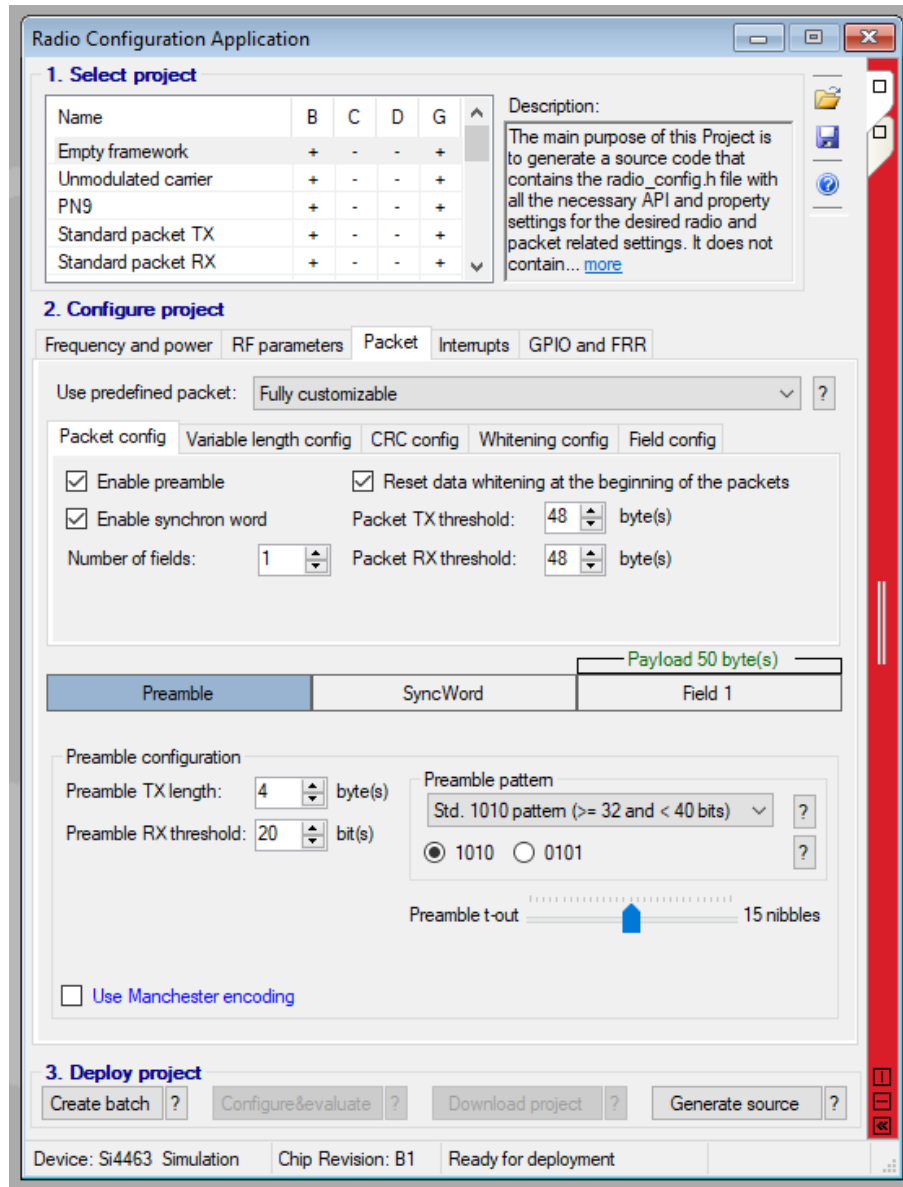 Radio Configuration Application
1. Select project
Name B C D G
Empty framework + - - +
Unmodulated carrier + - - +
PN9 + - - +
Standard packet TX + - - +
Standard packet RX + - - +
Description:
The main purpose of this Project is
to generate a source code that
contains the radio_config.h file with
all the necessary API and property
settings for the desired radio and
packet related settings. It does not
contain... more
2. Configure project
Frequency and power RF parameters Packet Interrupts GPIO and FRR
Use predefined packet: Fully customizable ?
Packet config Variable length config CRC config Whitening config Field config
Enable preamble Reset data whitening at the beginning of the packets
Enable synchron word Packet TX threshold: 48 byte(s)
Number of fields: 1 Packet RX threshold: 48 byte(s)
Payload 50 byte(s)
Preamble SyncWord Field 1
Preamble configuration
Preamble TX length: 4 byte(s)
Preamble RX threshold: 20 bit(s)
Preamble pattern
Std. 1010 pattern (>= 32 and < 40 bits) ?
1010 0101 ?
Preamble t-out 15 nibbles
Use Manchester encoding
3. Deploy project
Create batch ? Configure&evaluate ? Download project ? Generate source ?
Device: Si4463 Simulation Chip Revision: B1 Ready for deployment